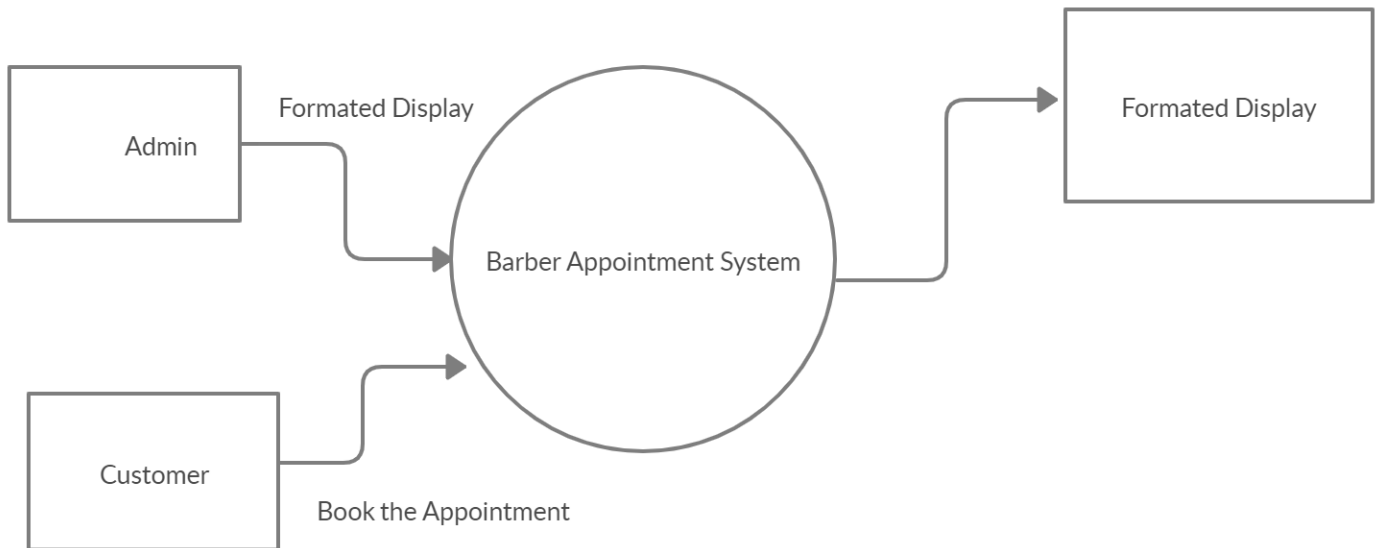 Formated Display
Formated Display
Admin
Barber Appointment System
Customer
Book the Appointment